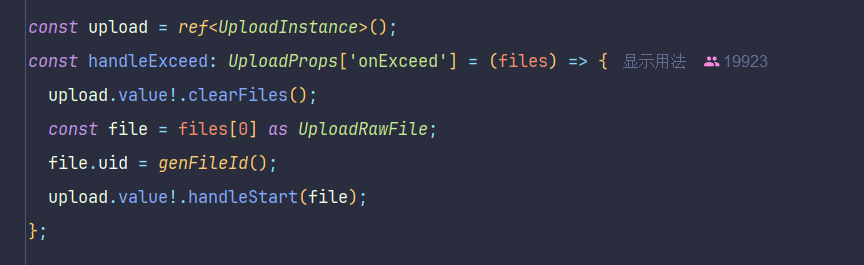 const upload = ref<UploadInstance>();
const handleExceed: UploadProps['onExceed'] = (files) => { 显示用法 19923
upload.value!.clearFiles();
const file = files[0] as UploadRawFile;
file.uid = genFileId();
upload.value!.handleStart(file);
};